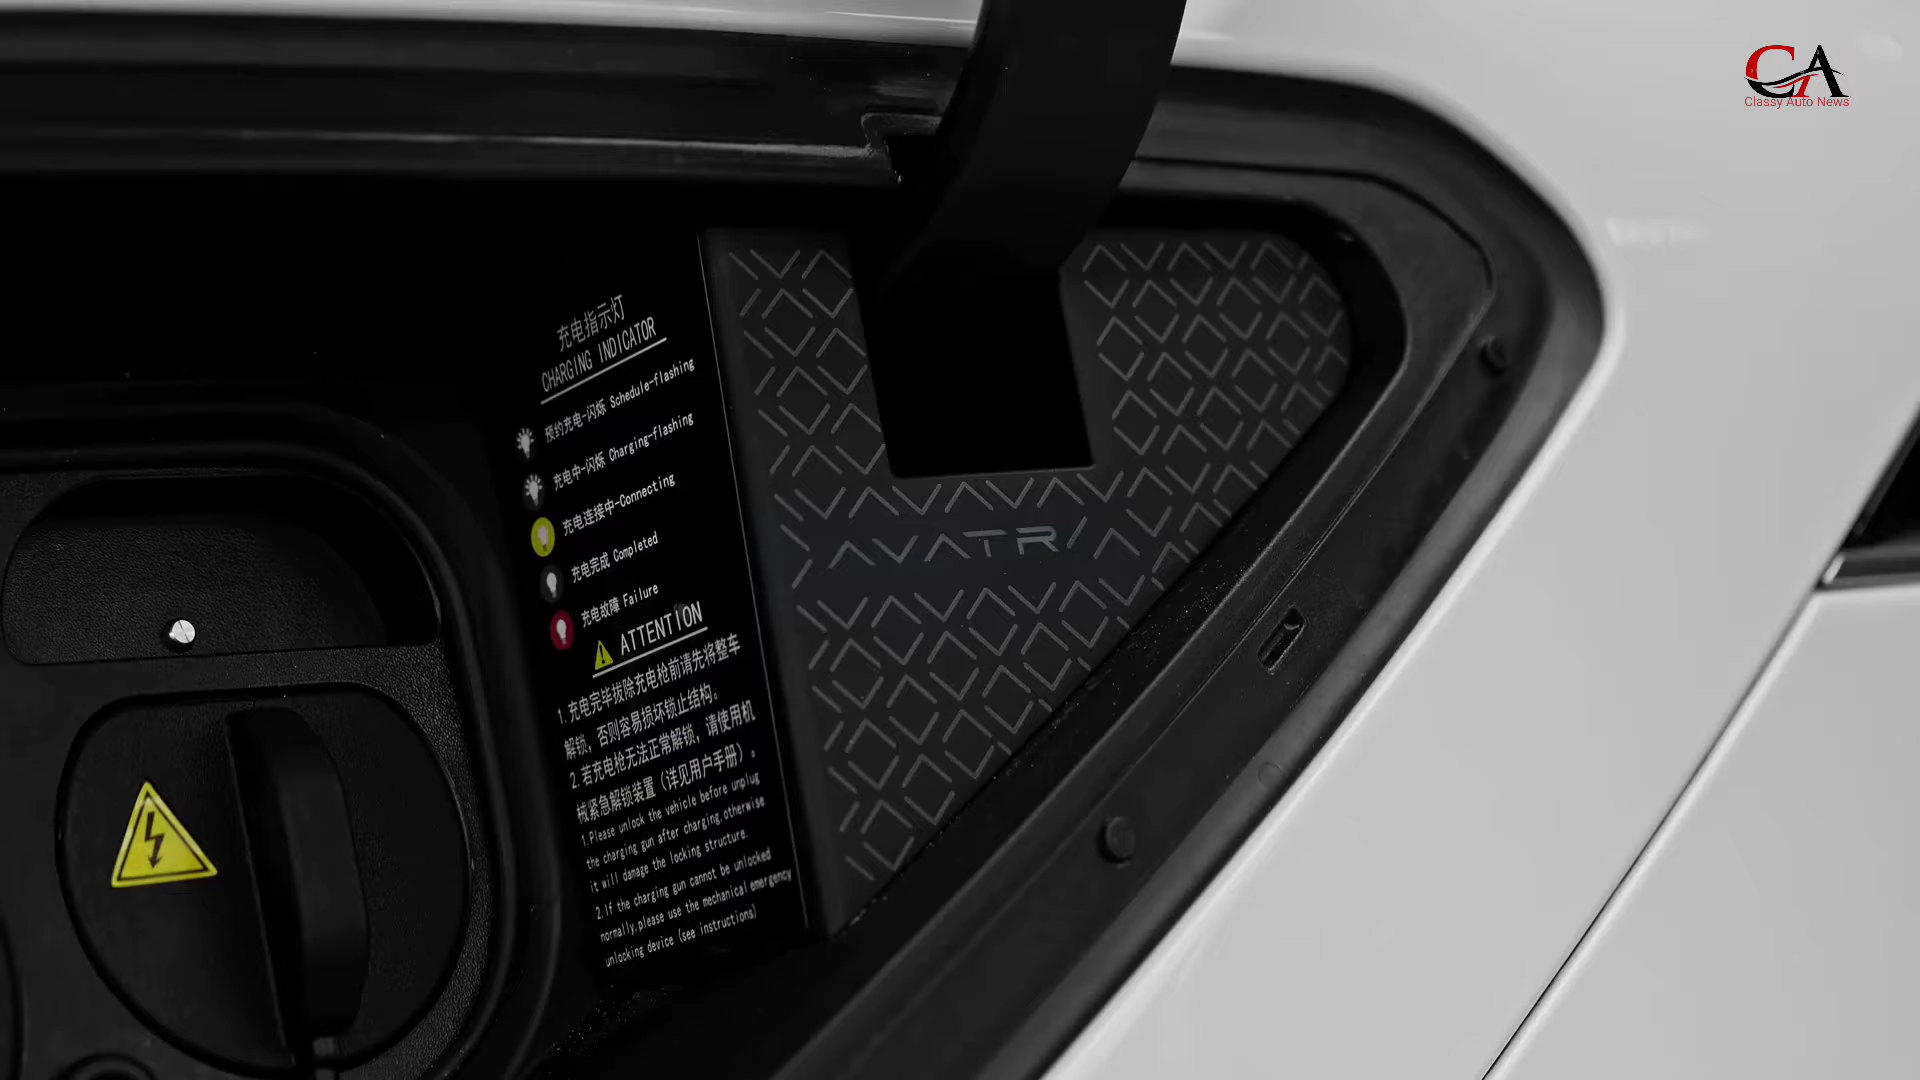 CA
Classy Auto News
充电指示灯
CHARGING INDICATOR
预约充电-闪烁 Schedule-flashing
充电中-闪烁 Charging-flashing
充电连接中-Connecting
充电完成 Completed
充电故障 Failure
ATTENTION
1.充电完毕拔除充电枪前请先将整车
解锁，否则容易损坏锁止结构。
2.若充电枪无法正常解锁，请使用机
械紧急解锁装置（详见用户手册）。
1.Please unlock the vehicle before unplug
the charging gun after charging,otherwise
it will damage the locking structure.
2.If the charging gun cannot be unlocked
normally,please use the mechanical emergency
unlocking device (see instructions)
AVATR